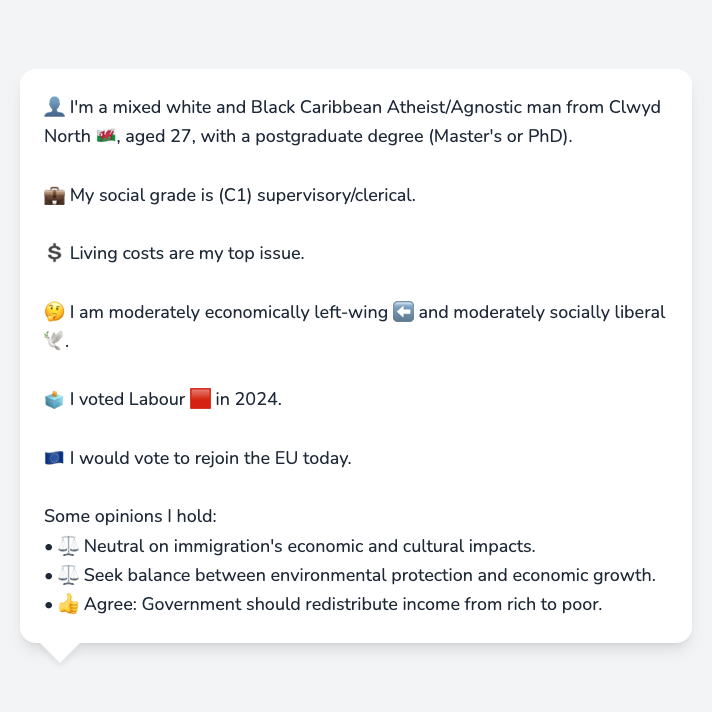 👤 I'm a mixed white and Black Caribbean Atheist/Agnostic man from Clwyd
North 🏴󠁧󠁢󠁷󠁬󠁳󠁿, aged 27, with a postgraduate degree (Master's or PhD).
💼 My social grade is (C1) supervisory/clerical.
💲 Living costs are my top issue.
🤔 I am moderately economically left-wing ⬅️ and moderately socially liberal
🕊️.
🗳️ I voted Labour 🟥 in 2024.
🇪🇺 I would vote to rejoin the EU today.
Some opinions I hold:
• ⚖️ Neutral on immigration's economic and cultural impacts.
• ⚖️ Seek balance between environmental protection and economic growth.
• 👍 Agree: Government should redistribute income from rich to poor.